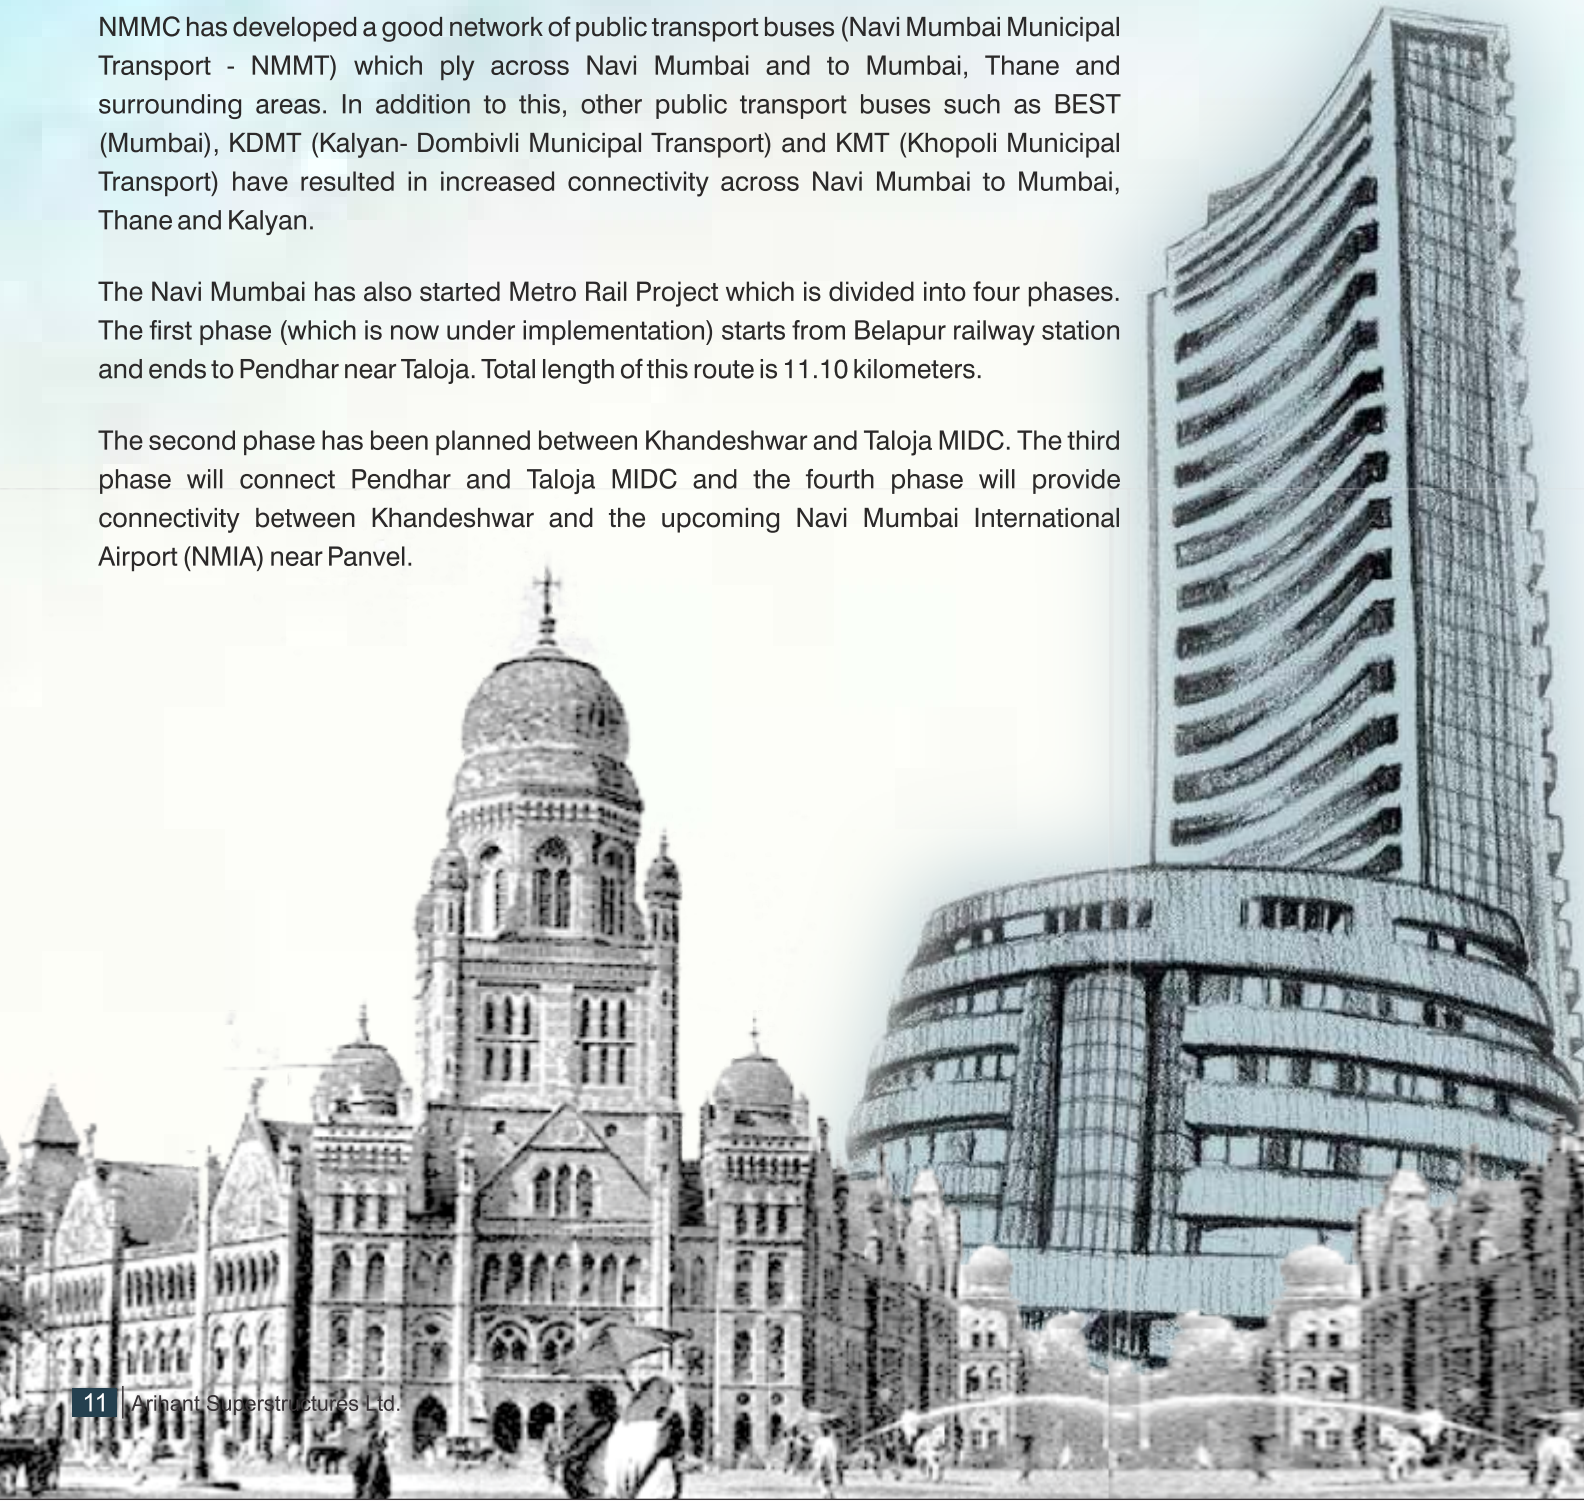 NMMC has developed a good network of public transport buses (Navi Mumbai Municipal
Transport - NMMT) which ply across Navi Mumbai and to Mumbai, Thane and
surrounding areas. In addition to this, other public transport buses such as BEST
(Mumbai), KDMT (Kalyan- Dombivli Municipal Transport) and KMT (Khopoli Municipal
Transport) have resulted in increased connectivity across Navi Mumbai to Mumbai,
Thane and Kalyan.
The Navi Mumbai has also started Metro Rail Project which is divided into four phases.
The first phase (which is now under implementation) starts from Belapur railway station
and ends to Pendhar near Taloja. Total length of this route is 11.10 kilometers.
The second phase has been planned between Khandeshwar and Taloja MIDC. The third
phase will connect Pendhar and Taloja MIDC and the fourth phase will provide
connectivity between Khandeshwar and the upcoming Navi Mumbai International
Airport (NMIA) near Panvel.
11 Arihant Superstructures Ltd.